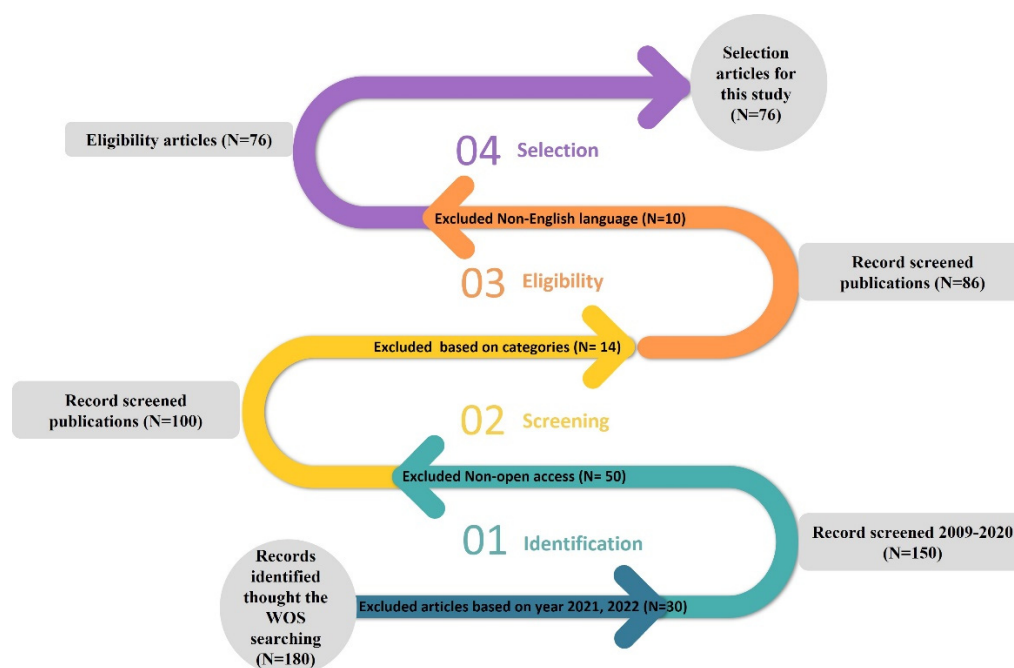 Selection
articles for
this study
(N=76)
Eligibility articles (N=76)
04 Selection
Excluded Non-English language (N=10)
Record screened
publications (N=86)
03 Eligibility
Excluded based on categories (N= 14)
Record screened
publications (N=100)
02 Screening
Excluded Non-open access (N= 50)
Record screened 2009-2020
(N=150)
01 Identification
Records
identified
thought the
WOS
searching
(N=180)
Excluded articles based on year 2021, 2022 (N=30)